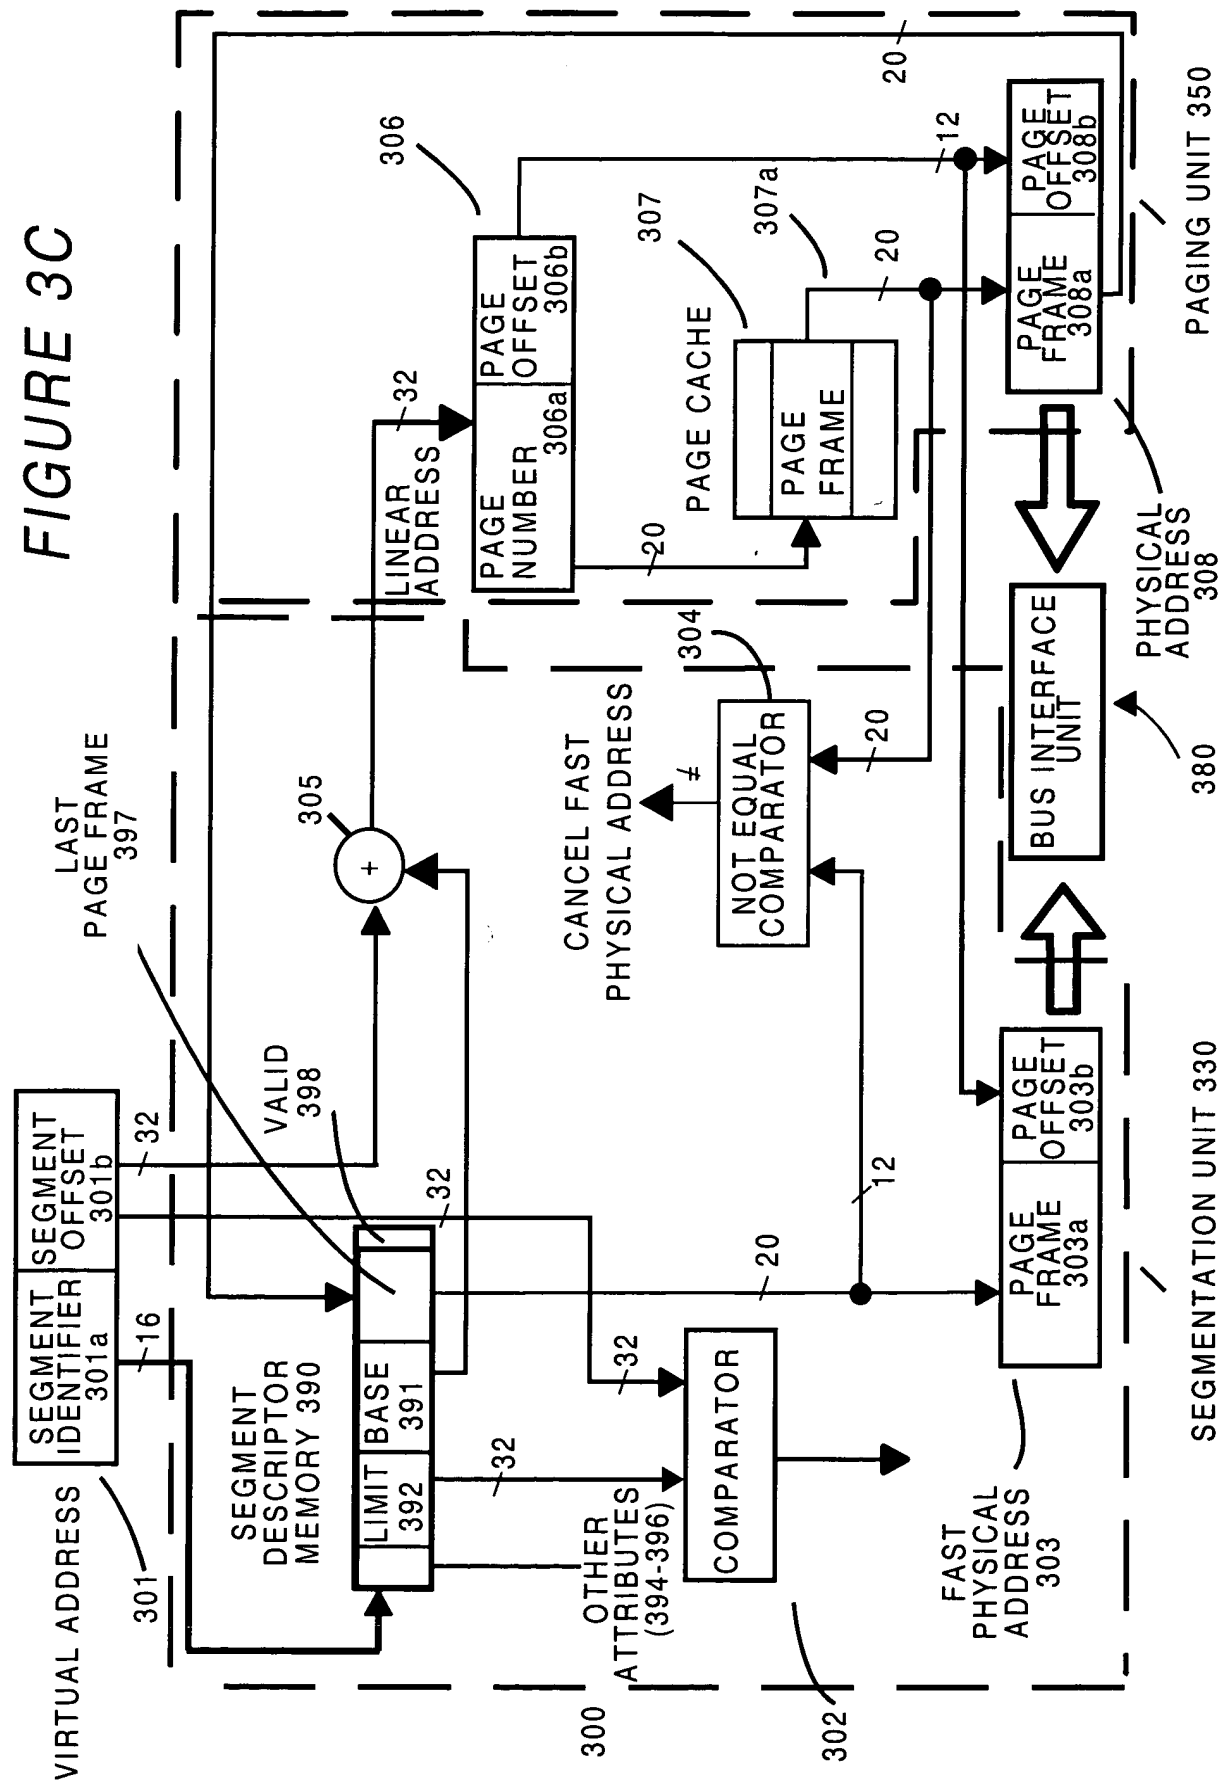 FIGURE 3C
VIRTUAL ADDRESS
301
SEGMENT
IDENTIFIER
301a
SEGMENT
OFFSET
301b
16
32
LAST
PAGE FRAME
397
SEGMENT
DESCRIPTOR
MEMORY 390
VALID
398
LIMIT
392
BASE
391
32
305
+
LINEAR
ADDRESS
32
306
PAGE
NUMBER
306a
PAGE
OFFSET
306b
300
OTHER
ATTRIBUTES
(394-396)
32
32
COMPARATOR
302
20
12
CANCEL FAST
PHYSICAL ADDRESS
≠
304
NOT EQUAL
COMPARATOR
20
20
PAGE CACHE
307
PAGE
FRAME
307a
20
12
20
FAST
PHYSICAL
ADDRESS
303
PAGE
FRAME
303a
PAGE
OFFSET
303b
BUS INTERFACE
UNIT
380
PAGE
FRAME
308a
PAGE
OFFSET
308b
PHYSICAL
ADDRESS
308
SEGMENTATION UNIT 330
PAGING UNIT 350